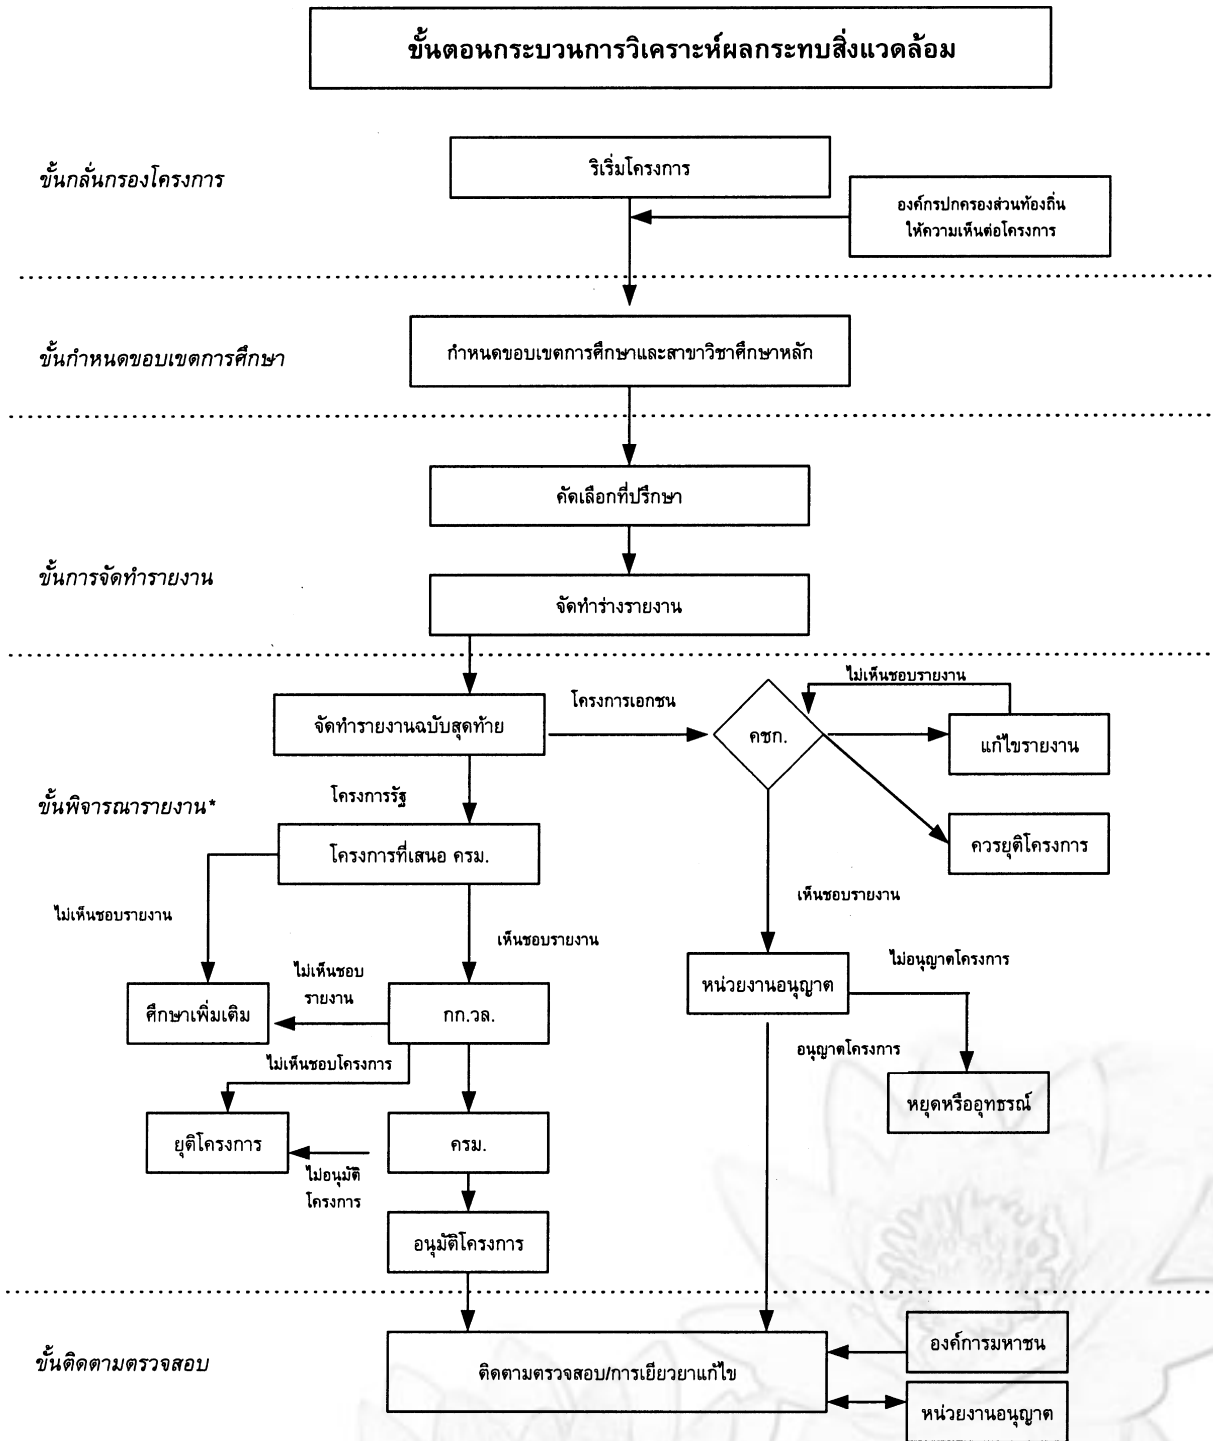 ขั้นตอนกระบวนการวิเคราะห์ผลกระทบสิ่งแวดล้อม
ขั้นกลั่นกรองโครงการ
ริเริ่มโครงการ
องค์กรปกครองส่วนท้องถิ่น
ให้ความเห็นต่อโครงการ
ขั้นกำหนดขอบเขตการศึกษา
กำหนดขอบเขตการศึกษาและสาขาวิชาศึกษาหลัก
คัดเลือกที่ปรึกษา
ขั้นการจัดทำรายงาน
จัดทำร่างรายงาน
จัดทำรายงานฉบับสุดท้าย
โครงการเอกชน
คชก.
ไม่เห็นชอบรายงาน
แก้ไขรายงาน
ขั้นพิจารณารายงาน*
โครงการรัฐ
โครงการที่เสนอ ครม.
ควรยุติโครงการ
ไม่เห็นชอบรายงาน
เห็นชอบรายงาน
เห็นชอบรายงาน
ไม่เห็นชอบ
รายงาน
ศึกษาเพิ่มเติม
กก.วล.
หน่วยงานอนุญาต
ไม่อนุญาตโครงการ
ไม่เห็นชอบโครงการ
อนุญาตโครงการ
หยุดหรืออุทธรณ์
ยุติโครงการ
ครม.
ไม่อนุมัติ
โครงการ
อนุมัติโครงการ
ขั้นติดตามตรวจสอบ
ติดตามตรวจสอบ/การเยียวยาแก้ไข
องค์การมหาชน
หน่วยงานอนุญาต